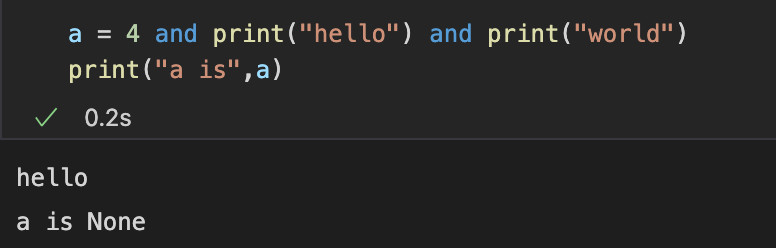 a = 4 and print("hello") and print("world")
print("a is",a)
0.2s
hello
a is None